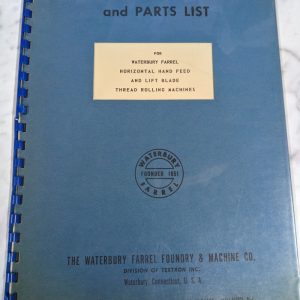 and PARTS LIST
FOR
WATERBURY FARREL
HORIZONTAL HAND FEED
AND LIFT BLADE
THREAD ROLLING MACHINES
WATERBURY
FOUNDED 1851
FARREL
THE WATERBURY FARREL FOUNDRY & MACHINE CO.
DIVISION OF TEXTRON INC.
Waterbury, Connecticut, U. S. A.